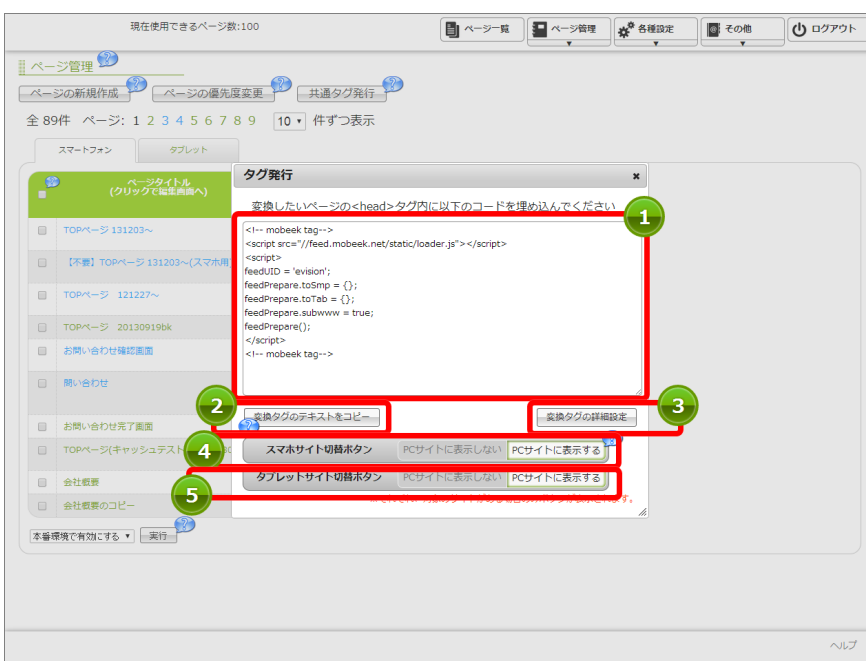 現在使用できるページ数:100
ページ一覧
ページ管理
各種設定
その他
ログアウト
ページ管理
ページの新規作成
ページの優先度変更
共通タグ発行
全 89件 ページ: 1 2 3 4 5 6 7 8 9 10 件ずつ表示
スマートフォン
タブレット
ページタイトル
(クリックで編集画面へ)
TOPページ 131203～
【不要】TOPページ 131203～(スマホ用)
TOPページ 121227～
TOPページ 20130919bk
お問い合わせ確認画面
問い合わせ
お問い合わせ完了画面
TOPページ(キャッシュテスト
会社概要
会社概要のコピー
本番環境で有効にする
実行
タグ発行
変換したいページの<head>タグ内に以下のコードを埋め込んでください
1
<!-- mobeek tag-->
<script src="//feed.mobeek.net/static/loader.js"></script>
<script>
feedUID = 'evision';
feedPrepare.toSmp = {};
feedPrepare.toTab = {};
feedPrepare.subwww = true;
feedPrepare();
</script>
<!-- mobeek tag-->
2
変換タグのテキストをコピー
変換タグの詳細設定
3
4
スマホサイト切替ボタン
PCサイトに表示しない
PCサイトに表示する
5
タブレットサイト切替ボタン
PCサイトに表示しない
PCサイトに表示する
ヘルプ